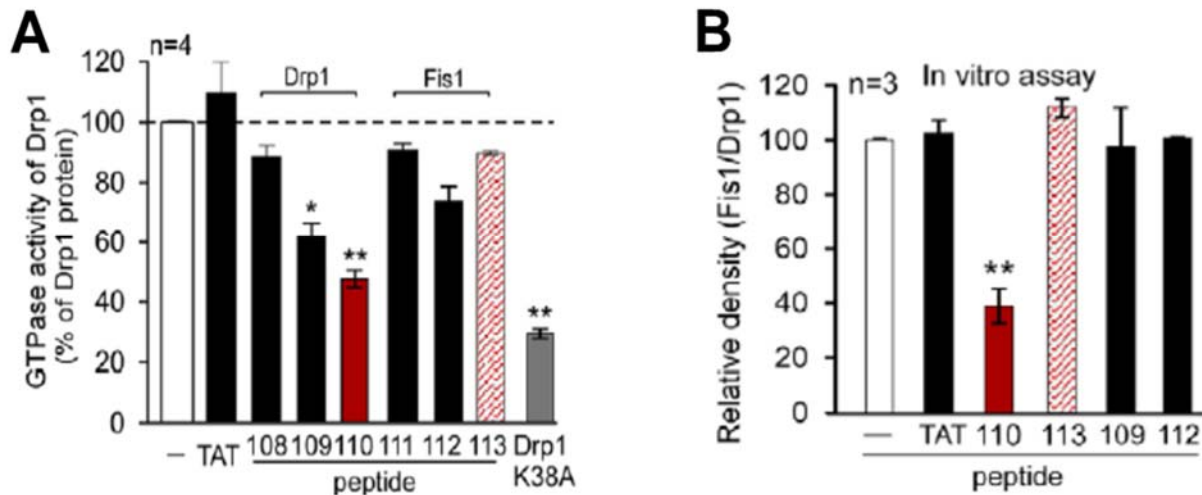 A
n=4
GTPase activity of Drp1
(% of Drp1 protein)
120
100
80
60
40
20
0
Drp1
Fis1
*
**
**
– TAT 108 109 110 111 112 113 Drp1
K38A
peptide
B
n=3 In vitro assay
Relative density (Fis1/Drp1)
120
100
80
60
40
20
0
**
— TAT 110 113 109 112
peptide